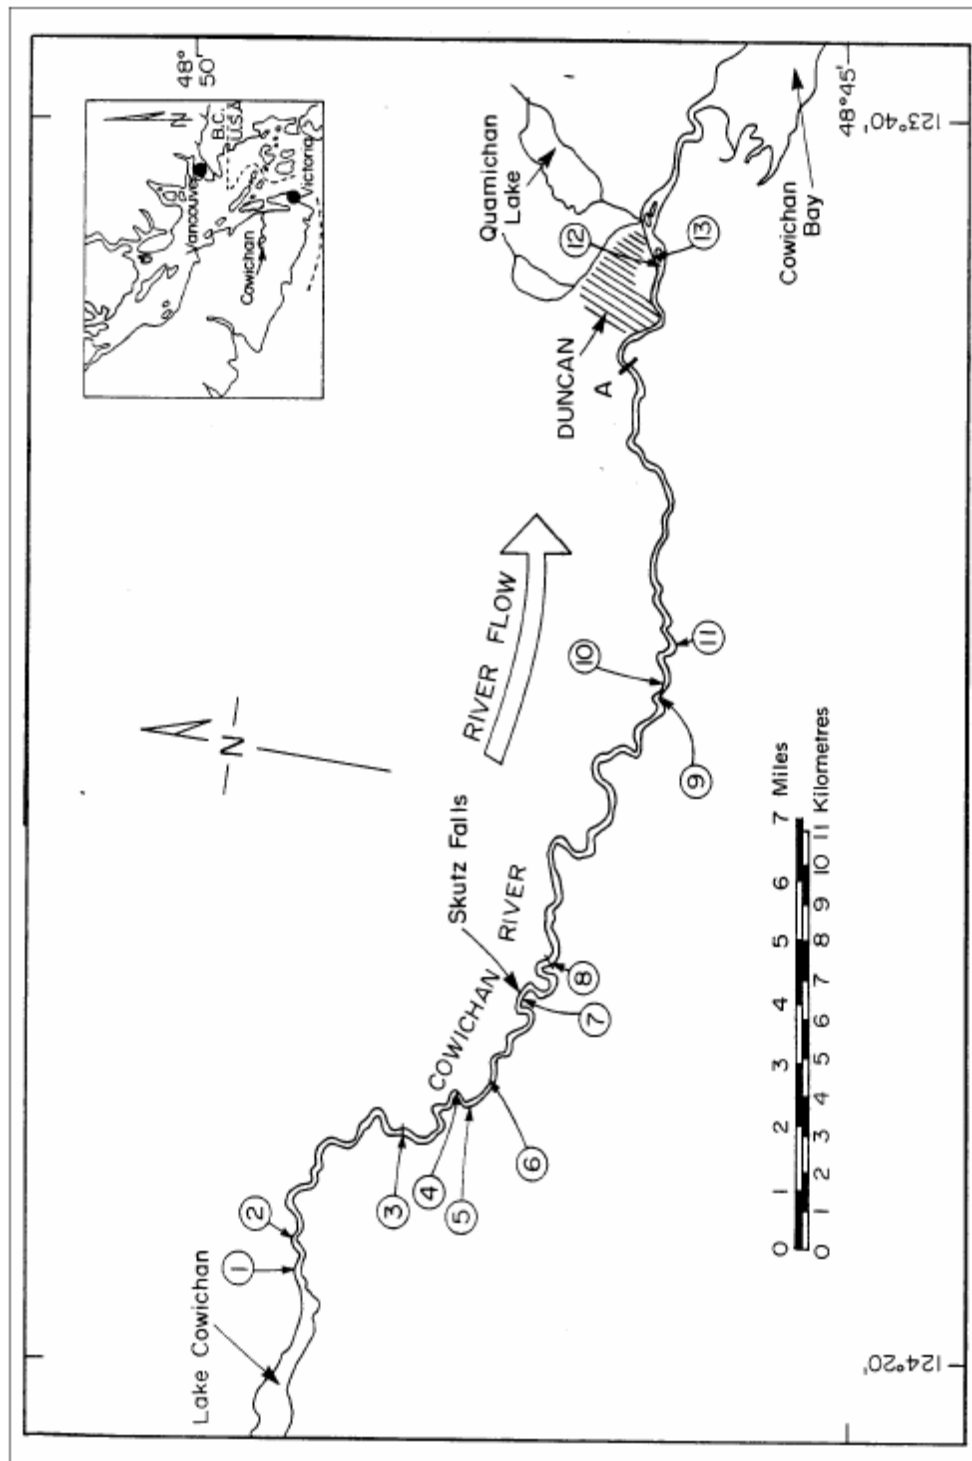 48°
50'
N
B.C.
U.S.A
Vancouver
Victoria
Cowichan
Quamichan
Lake
DUNCAN
A
12
13
48°45'
123°40'
Cowichan
Bay
N
RIVER FLOW
Skutz Falls
COWICHAN
RIVER
10
11
9
8
7
6
5
4
3
2
1
Lake Cowichan
0 1 2 3 4 5 6 7 Miles
0 1 2 3 4 5 6 7 8 9 10 11 Kilometres
124°20'